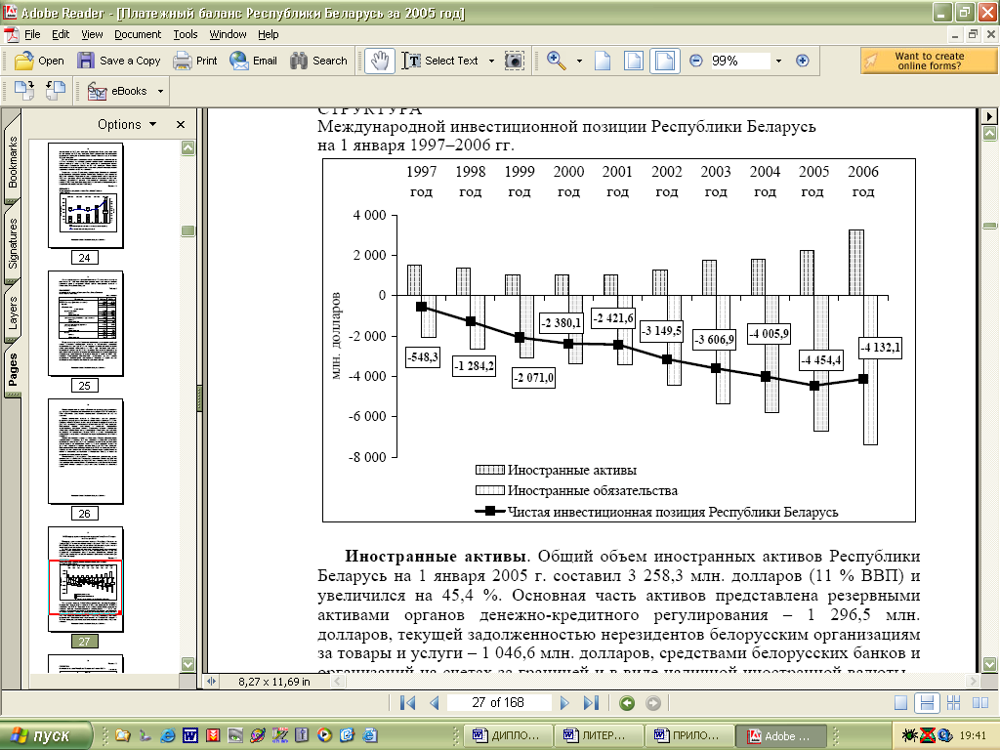 Adobe Reader - [Платежный баланс Республики Беларусь за 2005 год]
File Edit View Document Tools Window Help
Open Save a Copy Print Email Search Select Text 99% Want to create
online forms?
eBooks
Options
Bookmarks
Signatures
Layers
Pages
24
25
26
27
СТРУКТУРА
Международной инвестиционной позиции Республики Беларусь
на 1 января 1997–2006 гг.
1997 1998 1999 2000 2001 2002 2003 2004 2005 2006
год год год год год год год год год год
4 000
2 000
0
-2 000
-4 000
-6 000
-8 000
млн. долларов
-548,3
-1 284,2
-2 071,0
-2 380,1
-2 421,6
-3 149,5
-3 606,9
-4 005,9
-4 454,4
-4 132,1
Иностранные активы
Иностранные обязательства
Чистая инвестиционная позиция Республики Беларусь
Иностранные активы. Общий объем иностранных активов Республики
Беларусь на 1 января 2005 г. составил 3 258,3 млн. долларов (11 % ВВП) и
увеличился на 45,4 %. Основная часть активов представлена резервными
активами органов денежно-кредитного регулирования – 1 296,5 млн.
долларов, текущей задолженностью нерезидентов белорусским организациям
за товары и услуги – 1 046,6 млн. долларов, средствами белорусских банков и
организаций на счетах за границей и в виде наличной иностранной валюты
8,27 x 11,69 in
27 of 168
пуск
ДИПЛО...
ЛИТЕР...
ПРИЛО...
Adobe ...
19:41